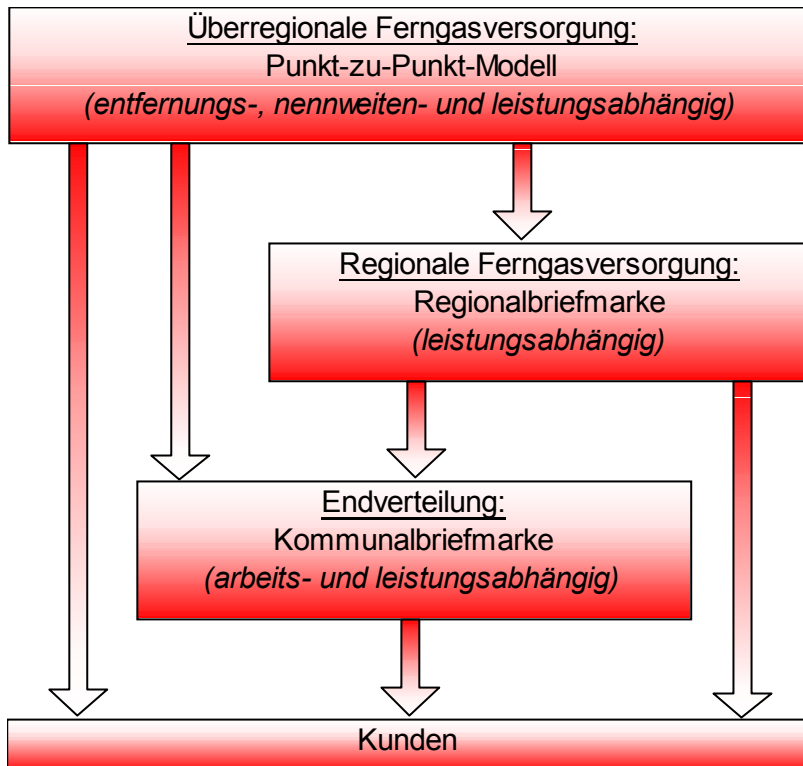 Überregionale Ferngasversorgung:
Punkt-zu-Punkt-Modell
(entfernungs-, nennweiten- und leistungsabhängig)
Regionale Ferngasversorgung:
Regionalbriefmarke
(leistungsabhängig)
Endverteilung:
Kommunalbriefmarke
(arbeits- und leistungsabhängig)
Kunden